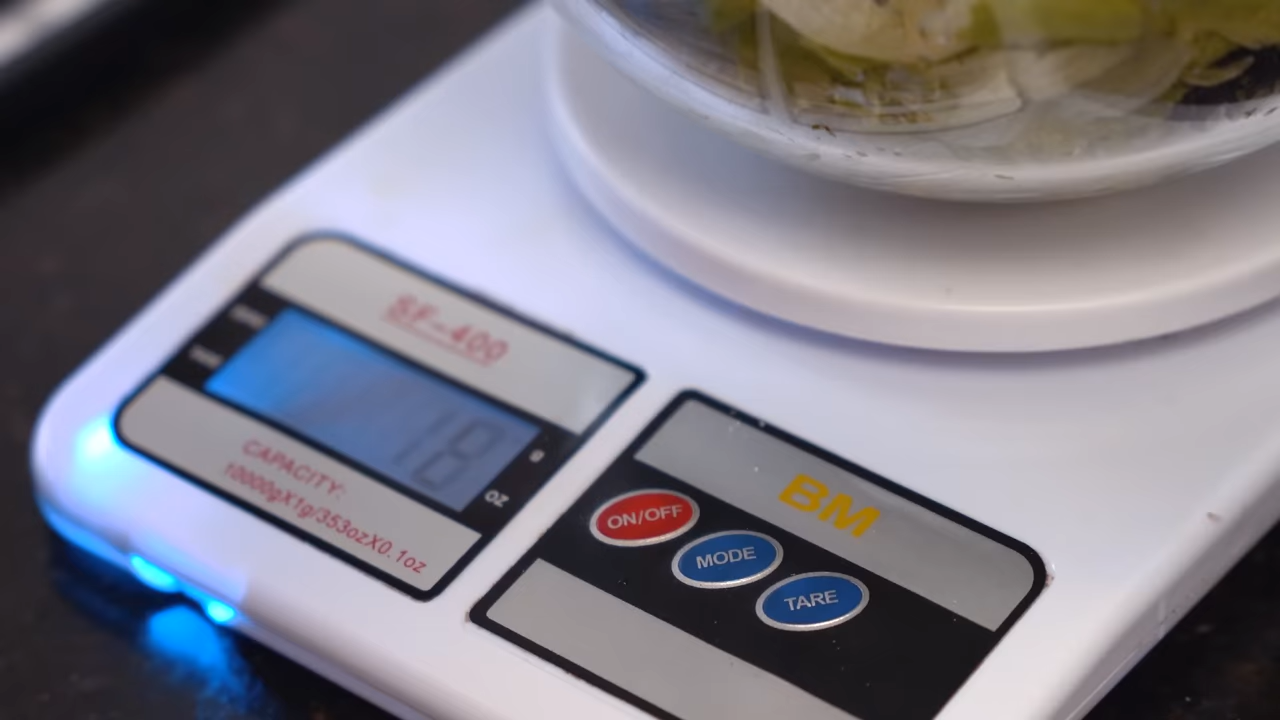 SF-400
18
OZ
CAPACITY:
10000gX1g/353ozX0.1oz
BM
ON/OFF
MODE
TARE